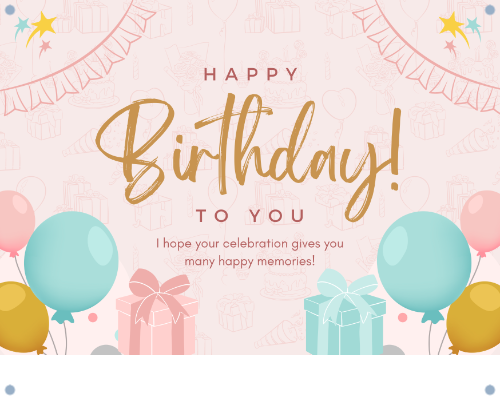 HAPPY
Birthday!
TO YOU
I hope your celebration gives you
many happy memories!